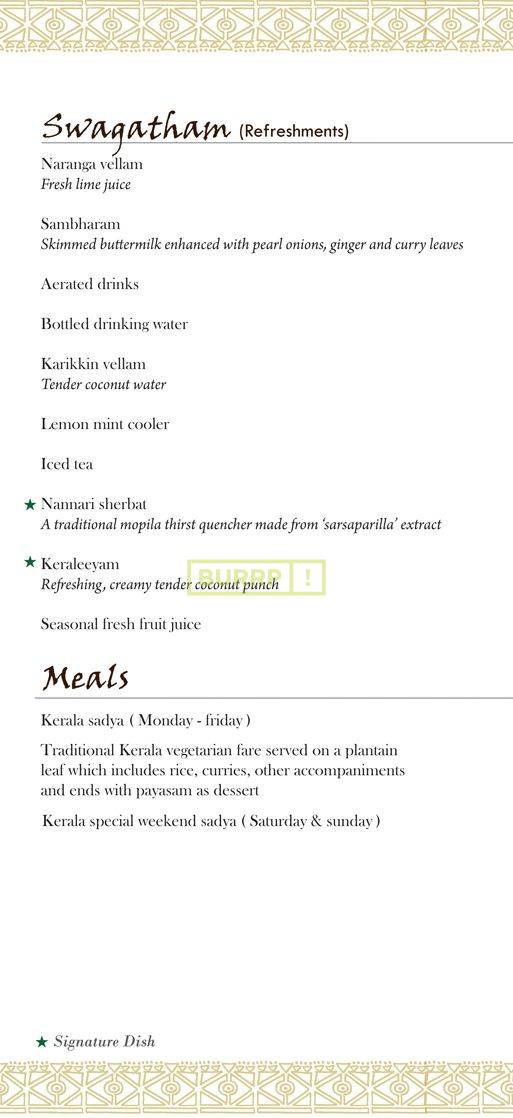 Swagatham (Refreshments)
Naranga vellam
Fresh lime juice
Sambharam
Skimmed buttermilk enhanced with pearl onions, ginger and curry leaves
Aerated drinks
Bottled drinking water
Karikkin vellam
Tender coconut water
Lemon mint cooler
Iced tea
★ Nannari sherbat
A traditional mopila thirst quencher made from ‘sarsaparilla’ extract
★ Keraleeyam
BURRP !
Refreshing, creamy tender coconut punch
Seasonal fresh fruit juice
Meals
Kerala sadya ( Monday - friday )
Traditional Kerala vegetarian fare served on a plantain
leaf which includes rice, curries, other accompaniments
and ends with payasam as dessert
Kerala special weekend sadya ( Saturday & sunday )
★ Signature Dish